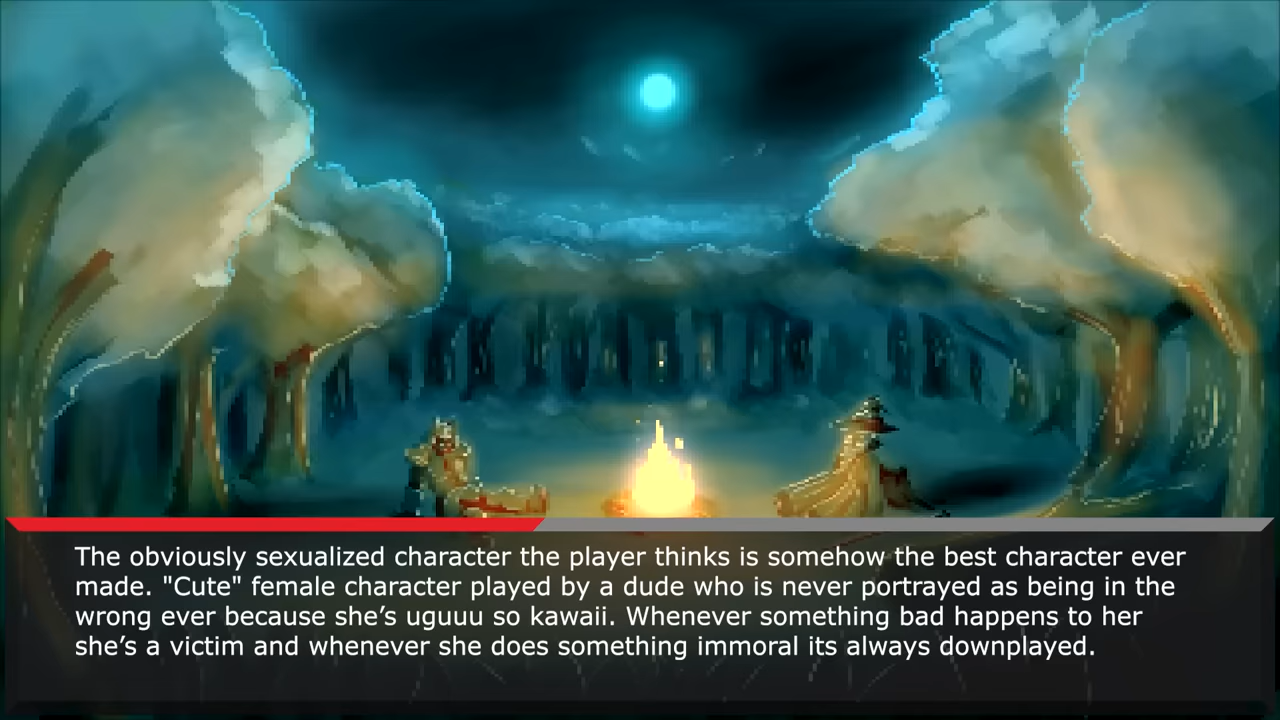 The obviously sexualized character the player thinks is somehow the best character ever
made. "Cute" female character played by a dude who is never portrayed as being in the
wrong ever because she’s uguuu so kawaii. Whenever something bad happens to her
she’s a victim and whenever she does something immoral its always downplayed.